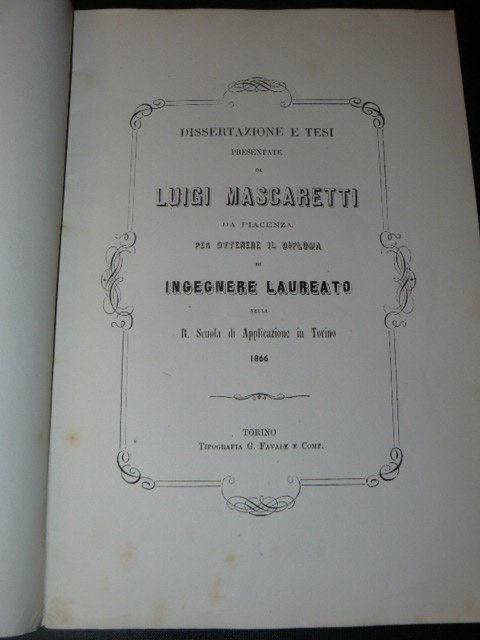 DISSERTAZIONE E TESI
PRESENTATE
DA
LUIGI MASCARETTI
DA PIACENZA
PER OTTENERE IL DIPLOMA
DI
INGEGNERE LAUREATO
NELLA
R. Scuola di Applicazione in Torino
1866
TORINO
TIPOGRAFIA G. FAVALE E COMP.